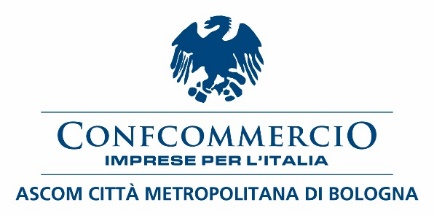 CONFCOMMERCIO
IMPRESE PER L'ITALIA
ASCOM CITTÀ METROPOLITANA DI BOLOGNA